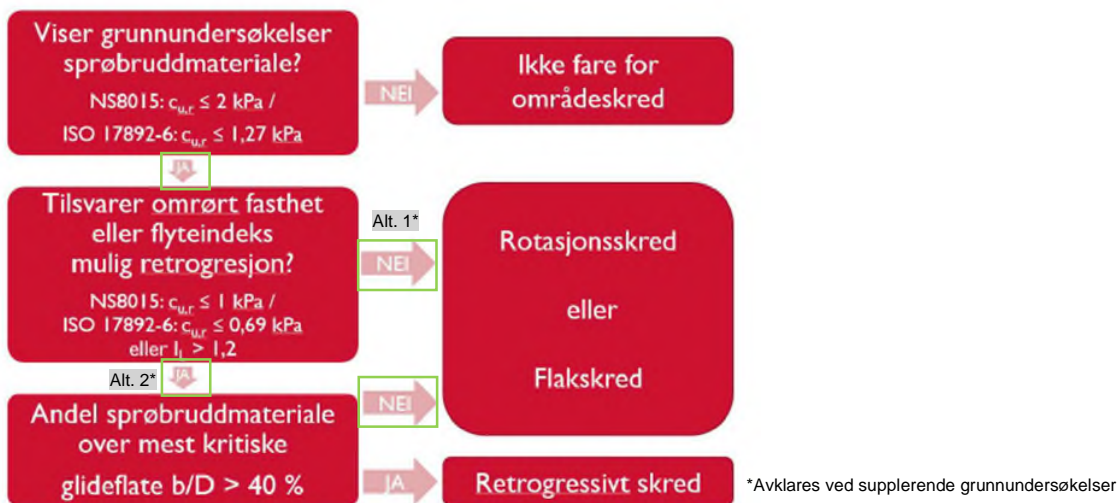 Viser grunnundersøkelser
sprøbruddmateriale?
NS8015: cu,r ≤ 2 kPa /
ISO 17892-6: cu,r ≤ 1,27 kPa
NEI
Ikke fare for
områdeskred
JA
Tilsvarer omrørt fasthet
eller flyteindeks
mulig retrogresjon?
NS8015: cu,r ≤ 1 kPa /
ISO 17892-6: cu,r ≤ 0,69 kPa
eller IL > 1,2
Alt. 1*
NEI
Rotasjonsskred
eller
Flakskred
Alt. 2*
JA
Andel sprøbruddmateriale
over mest kritiske
glideflate b/D > 40 %
NEI
JA
Retrogressivt skred
*Avklares ved supplerende grunnundersøkelser